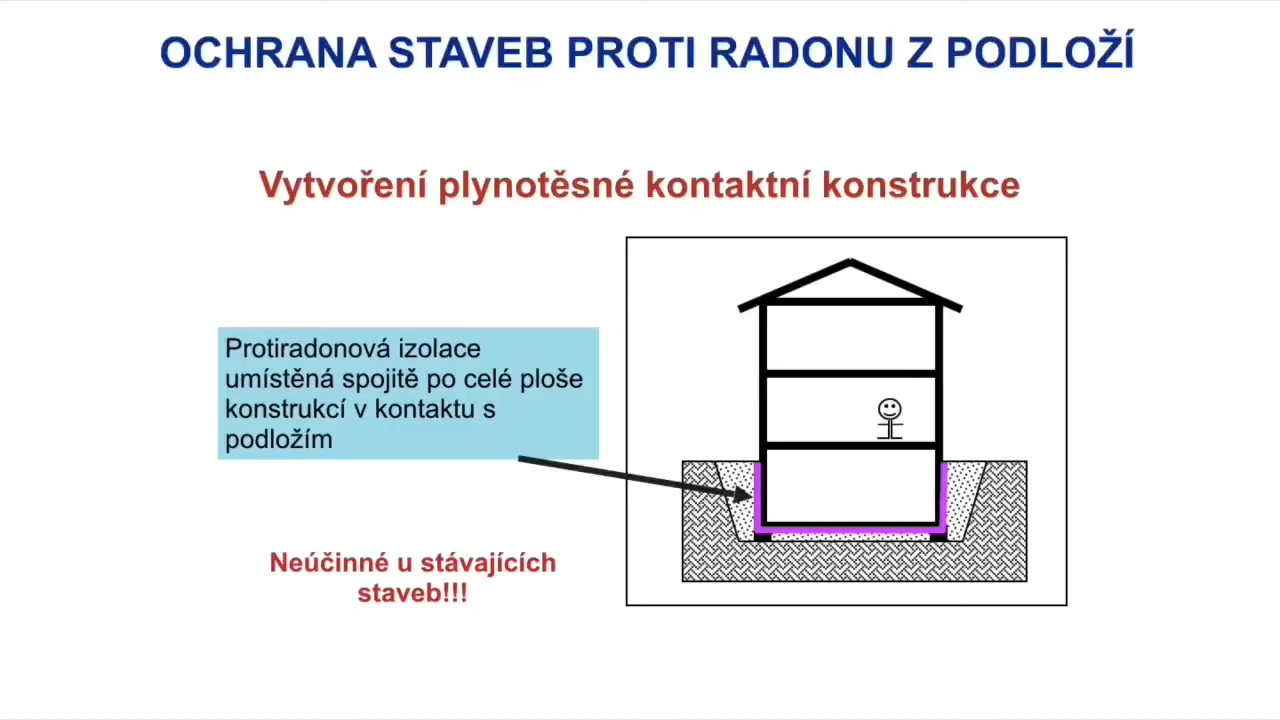 OCHRANA STAVEB PROTI RADONU Z PODLOŽÍ
Vytvoření plynotěsné kontaktní konstrukce
Protiradonová izolace
umístěná spojitě po celé ploše
konstrukcí v kontaktu s
podložím
Neúčinné u stávajících
staveb!!!